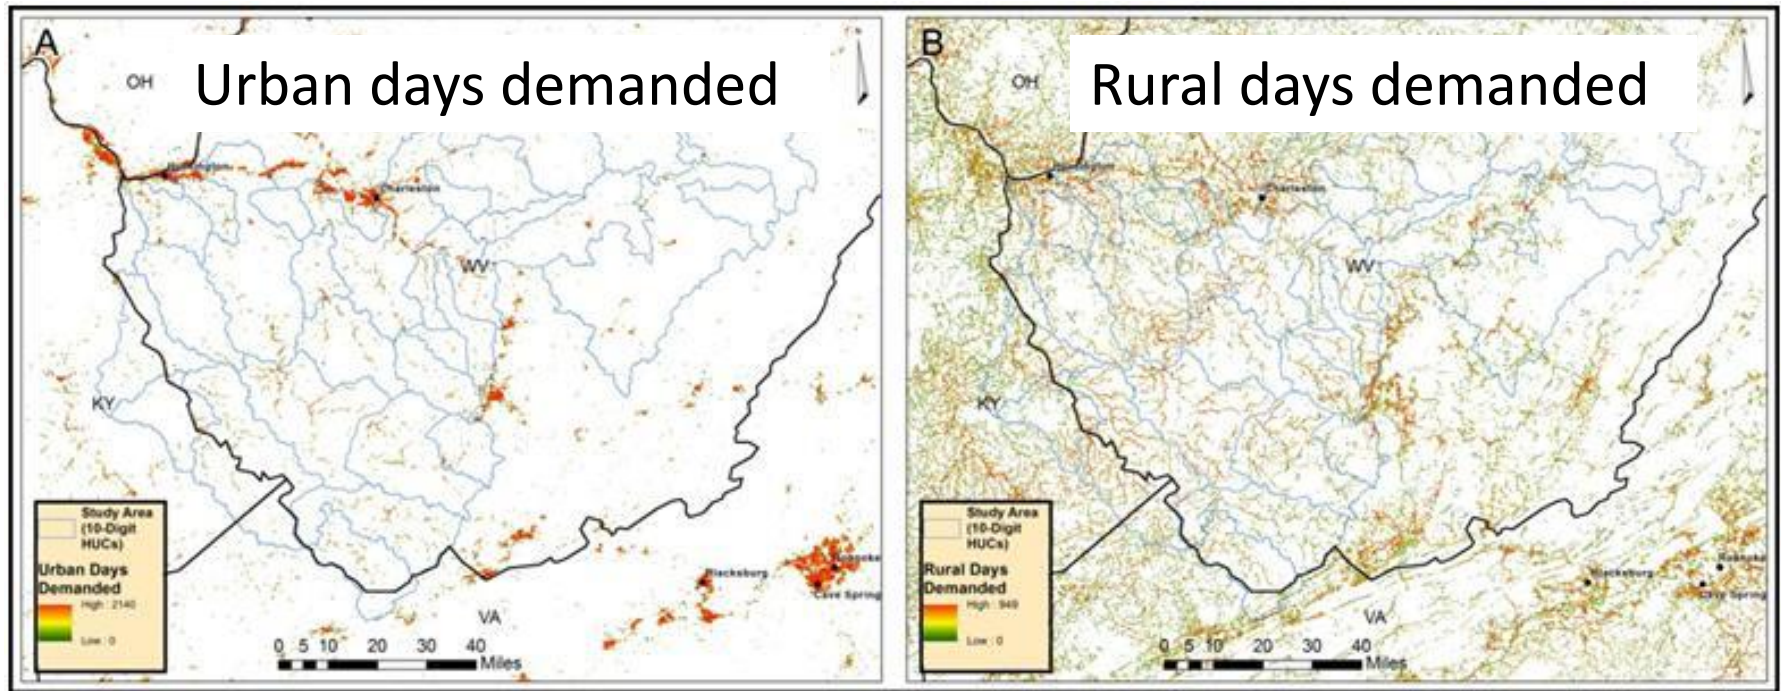 A
Urban days demanded
OH
Huntington
Charleston
WV
KY
Study Area
(10-Digit
HUCs)
Urban Days
Demanded
High : 2140
Low : 0
Roanoke
Blacksburg
Cave Spring
VA
0 5 10 20 30 40
Miles
B
Rural days demanded
OH
Charleston
WV
KY
Study Area
(10-Digit
HUCs)
Rural Days
Demanded
High : 949
Low : 0
Roanoke
Blacksburg
Cave Spring
VA
0 5 10 20 30 40
Miles